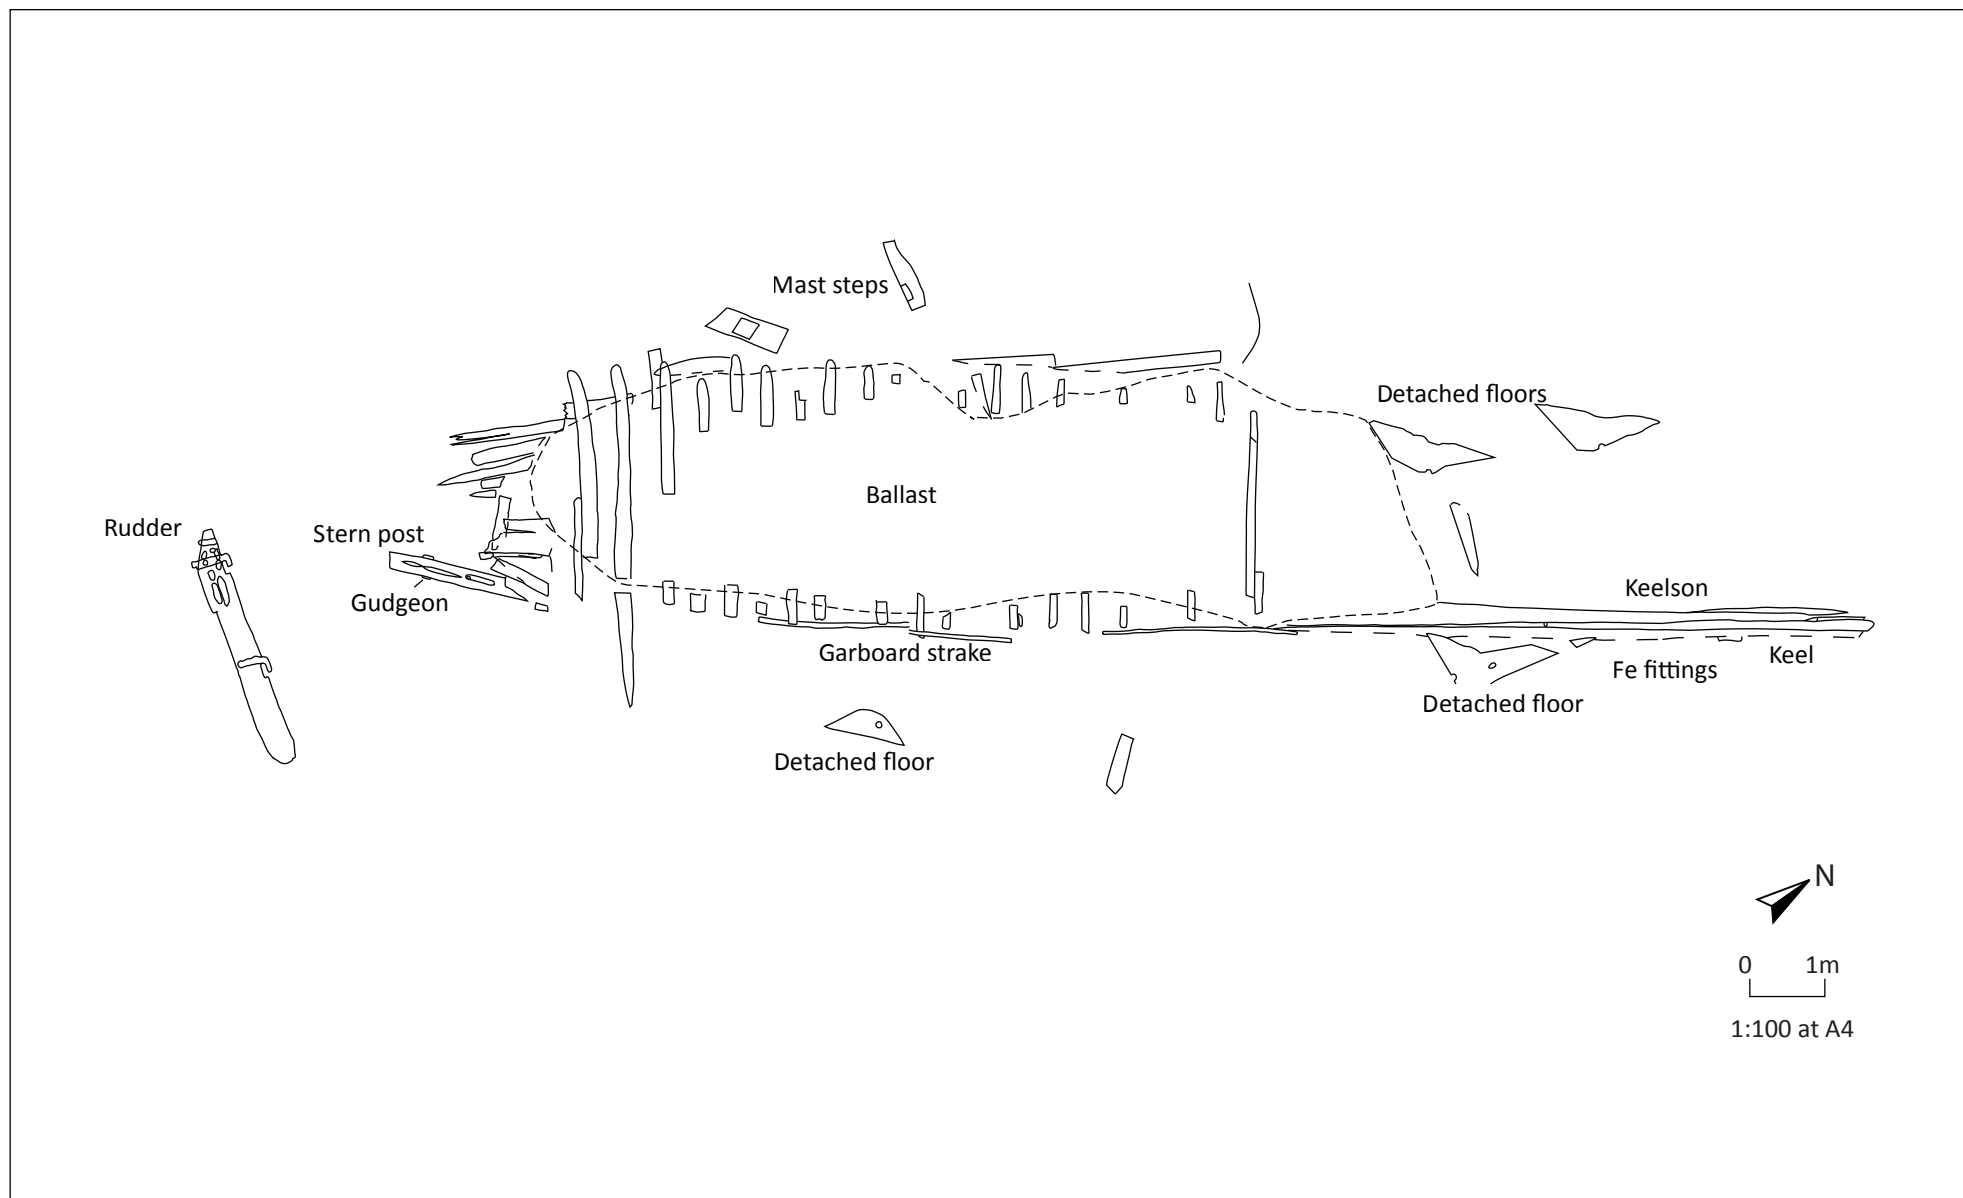 Mast steps
Detached floors
Ballast
Rudder
Stern post
Gudgeon
Keelson
Garboard strake
Keel
Fe fittings
Detached floor
Detached floor
N
0 1m
1:100 at A4